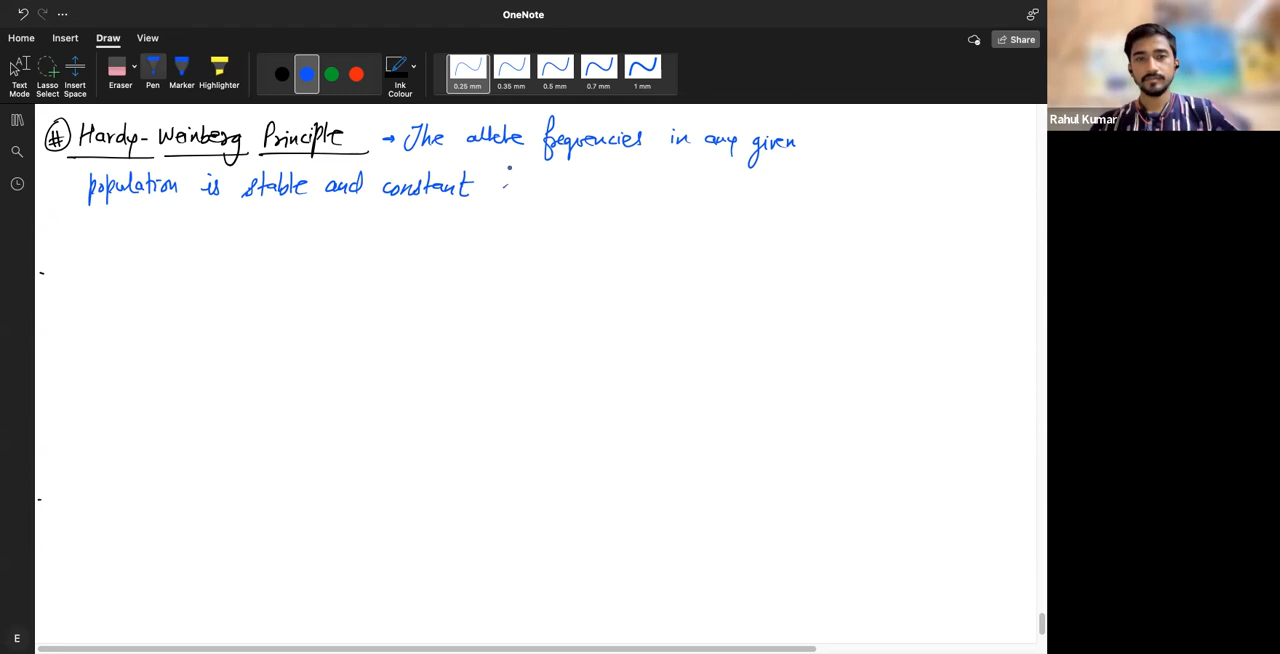 OneNote
Home Insert Draw View
Share
Text Mode
Lasso Select
Insert Space
Eraser
Pen
Marker
Highlighter
Ink Colour
0.25 mm
0.35 mm
0.5 mm
0.7 mm
1 mm
Rahul Kumar
# Hardy-Weinberg Principle → The allele frequencies in any given
population is stable and constant
E